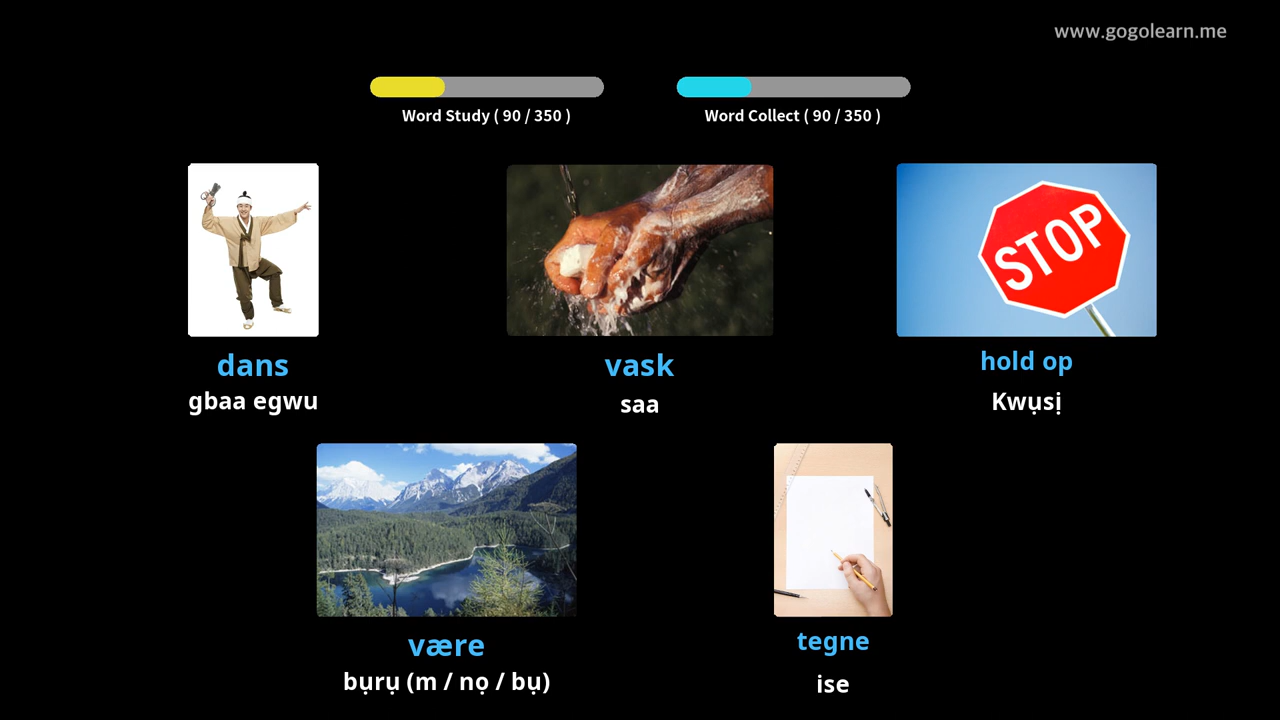 www.gogolearn.me
Word Study ( 90 / 350 )
Word Collect ( 90 / 350 )
STOP
dans
gbaa egwu
vask
saa
hold op
Kwụsị
være
bụrụ (m / nọ / bụ)
tegne
ise